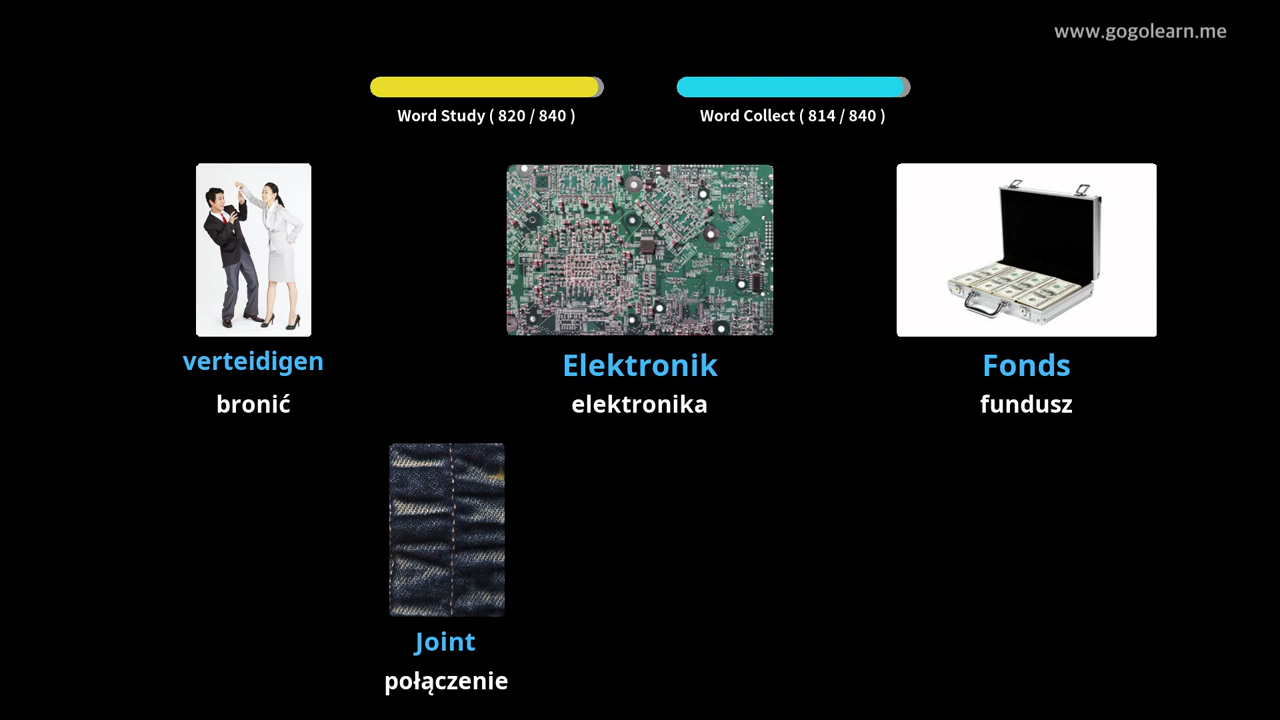 www.gogolearn.me
Word Study ( 820 / 840 )
Word Collect ( 814 / 840 )
verteidigen
bronić
Elektronik
elektronika
Fonds
fundusz
Joint
połączenie